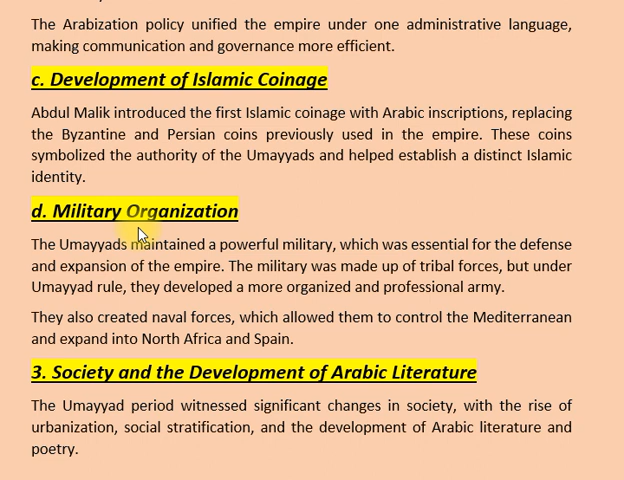 The Arabization policy unified the empire under one administrative language,
making communication and governance more efficient.
c. Development of Islamic Coinage
Abdul Malik introduced the first Islamic coinage with Arabic inscriptions, replacing
the Byzantine and Persian coins previously used in the empire. These coins
symbolized the authority of the Umayyads and helped establish a distinct Islamic
identity.
d. Military Organization
The Umayyads maintained a powerful military, which was essential for the defense
and expansion of the empire. The military was made up of tribal forces, but under
Umayyad rule, they developed a more organized and professional army.
They also created naval forces, which allowed them to control the Mediterranean
and expand into North Africa and Spain.
3. Society and the Development of Arabic Literature
The Umayyad period witnessed significant changes in society, with the rise of
urbanization, social stratification, and the development of Arabic literature and
poetry.